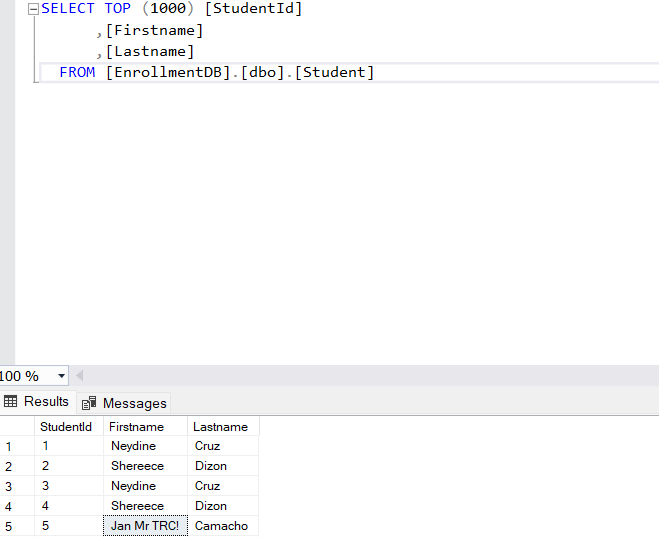 SELECT TOP (1000) [StudentId]
,[Firstname]
,[Lastname]
FROM [EnrollmentDB].[dbo].[Student]
100 %
Results Messages
StudentId Firstname Lastname
1 1 Neydine Cruz
2 2 Shereece Dizon
3 3 Neydine Cruz
4 4 Shereece Dizon
5 5 Jan Mr TRC! Camacho